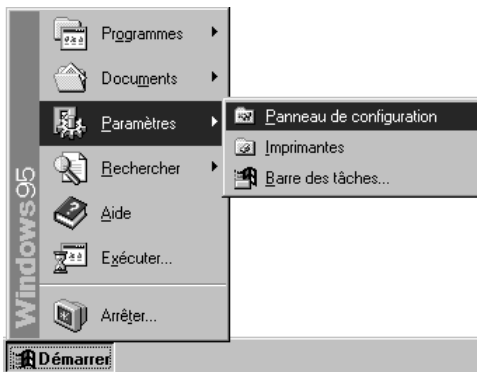 Programmes
Documents
Paramètres
Panneau de configuration
Imprimantes
Barre des tâches...
Rechercher
Aide
Exécuter...
Arrêter...
Windows95
Démarrer